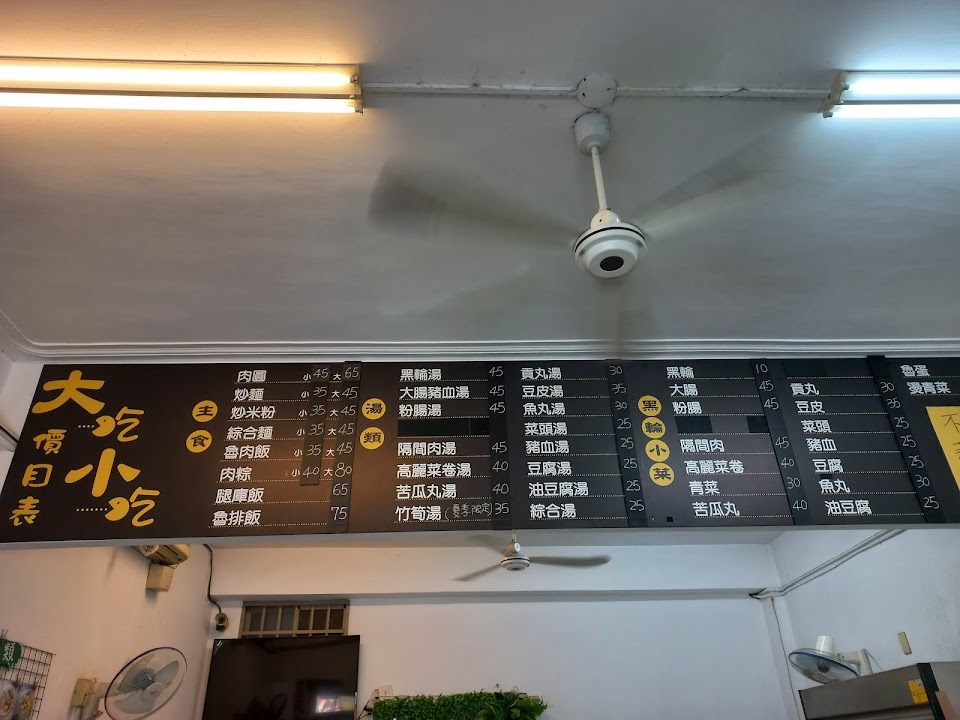 大吃小吃
價目表
主食
肉圓 小45 大65
炒麵 小35 大45
炒米粉 小35 大45
綜合麵 小35 大45
魯肉飯 小35 大45
肉粽 小40 大80
腿庫飯 65
魯排飯 75
湯類
黑輪湯 45
大腸豬血湯 45
粉腸湯 45
隔間肉湯 45
高麗菜卷湯 40
苦瓜丸湯 40
竹筍湯(夏季限定) 35
貢丸湯 30
豆皮湯 35
魚丸湯 30
菜頭湯 25
豬血湯 25
豆腐湯 25
油豆腐湯 25
綜合湯 25
黑輪小菜
黑輪 10
大腸 45
粉腸 45
隔間肉 45
高麗菜卷 40
青菜 30
苦瓜丸 40
貢丸 30
豆皮 35
菜頭 25
豬血 25
豆腐 25
魚丸 30
油豆腐 25
魯蛋
燙青菜